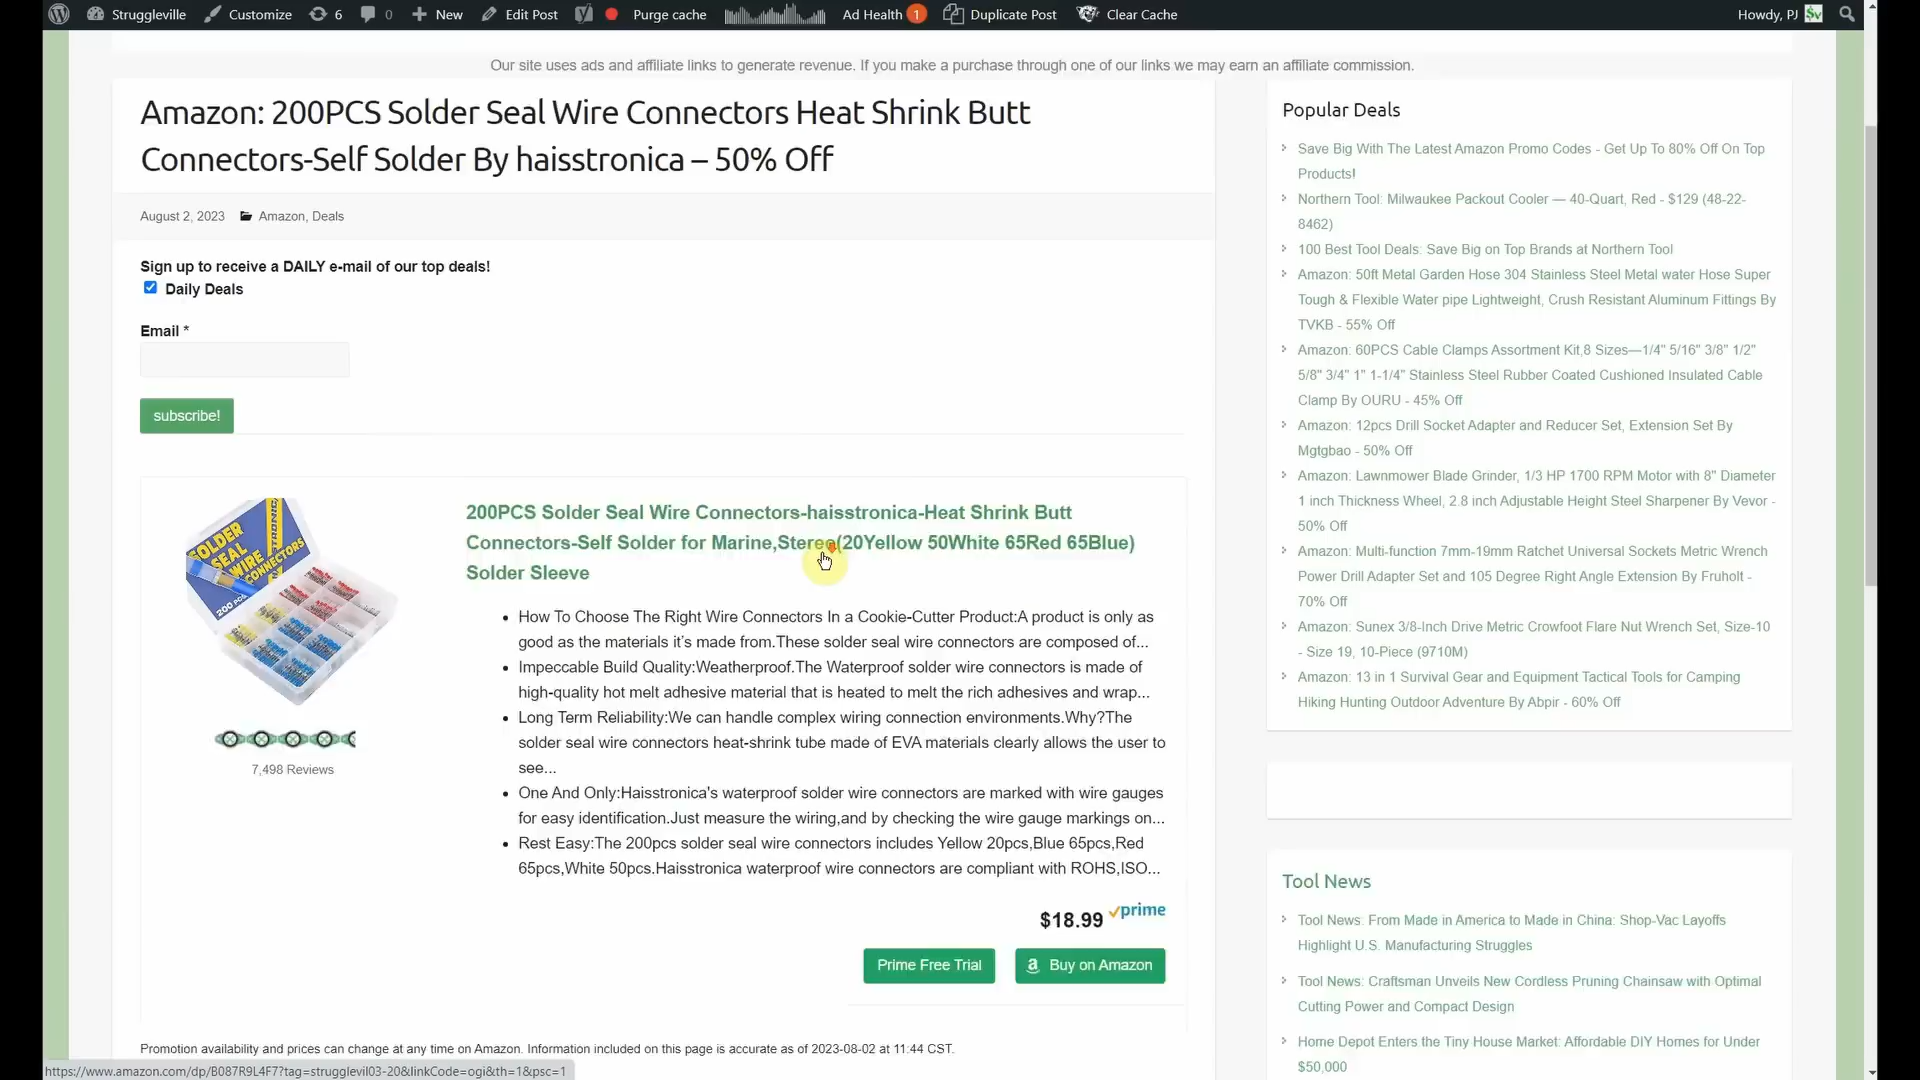 Struggleville Customize 6 0 New Edit Post Purge cache Ad Health 1 Duplicate Post Clear Cache Howdy, PJ
Our site uses ads and affiliate links to generate revenue. If you make a purchase through one of our links we may earn an affiliate commission.
Amazon: 200PCS Solder Seal Wire Connectors Heat Shrink Butt
Connectors-Self Solder By haisstronica – 50% Off
August 2, 2023 Amazon, Deals
Sign up to receive a DAILY e-mail of our top deals!
Daily Deals
Email *
subscribe!
SOLDER
SEAL
WIRE
CONNECTORS
200 PCS
7,498 Reviews
200PCS Solder Seal Wire Connectors-haisstronica-Heat Shrink Butt
Connectors-Self Solder for Marine,Stereo(20Yellow 50White 65Red 65Blue)
Solder Sleeve
• How To Choose The Right Wire Connectors In a Cookie-Cutter Product:A product is only as
good as the materials it’s made from.These solder seal wire connectors are composed of...
• Impeccable Build Quality:Weatherproof.The Waterproof solder wire connectors is made of
high-quality hot melt adhesive material that is heated to melt the rich adhesives and wrap...
• Long Term Reliability:We can handle complex wiring connection environments.Why?The
solder seal wire connectors heat-shrink tube made of EVA materials clearly allows the user to
see...
• One And Only:Haisstronica's waterproof solder wire connectors are marked with wire gauges
for easy identification.Just measure the wiring,and by checking the wire gauge markings on...
• Rest Easy:The 200pcs solder seal wire connectors includes Yellow 20pcs,Blue 65pcs,Red
65pcs,White 50pcs.Haisstronica waterproof wire connectors are compliant with ROHS,ISO...
$18.99 prime
Prime Free Trial
Buy on Amazon
Promotion availability and prices can change at any time on Amazon. Information included on this page is accurate as of 2023-08-02 at 11:44 CST.
https://www.amazon.com/dp/B087R9L4F7?tag=strugglevil03-20&linkCode=ogi&th=1&psc=1
Popular Deals
Save Big With The Latest Amazon Promo Codes - Get Up To 80% Off On Top
Products!
Northern Tool: Milwaukee Packout Cooler — 40-Quart, Red - $129 (48-22-
8462)
100 Best Tool Deals: Save Big on Top Brands at Northern Tool
Amazon: 50ft Metal Garden Hose 304 Stainless Steel Metal water Hose Super
Tough & Flexible Water pipe Lightweight, Crush Resistant Aluminum Fittings By
TVKB - 55% Off
Amazon: 60PCS Cable Clamps Assortment Kit,8 Sizes—1/4" 5/16" 3/8" 1/2"
5/8" 3/4" 1" 1-1/4" Stainless Steel Rubber Coated Cushioned Insulated Cable
Clamp By OURU - 45% Off
Amazon: 12pcs Drill Socket Adapter and Reducer Set, Extension Set By
Mgtgbao - 50% Off
Amazon: Lawnmower Blade Grinder, 1/3 HP 1700 RPM Motor with 8" Diameter
1 inch Thickness Wheel, 2.8 inch Adjustable Height Steel Sharpener By Vevor -
50% Off
Amazon: Multi-function 7mm-19mm Ratchet Universal Sockets Metric Wrench
Power Drill Adapter Set and 105 Degree Right Angle Extension By Fruholt -
70% Off
Amazon: Sunex 3/8-Inch Drive Metric Crowfoot Flare Nut Wrench Set, Size-10
- Size 19, 10-Piece (9710M)
Amazon: 13 in 1 Survival Gear and Equipment Tactical Tools for Camping
Hiking Hunting Outdoor Adventure By Abpir - 60% Off
Tool News
Tool News: From Made in America to Made in China: Shop-Vac Layoffs
Highlight U.S. Manufacturing Struggles
Tool News: Craftsman Unveils New Cordless Pruning Chainsaw with Optimal
Cutting Power and Compact Design
Home Depot Enters the Tiny House Market: Affordable DIY Homes for Under
$50,000